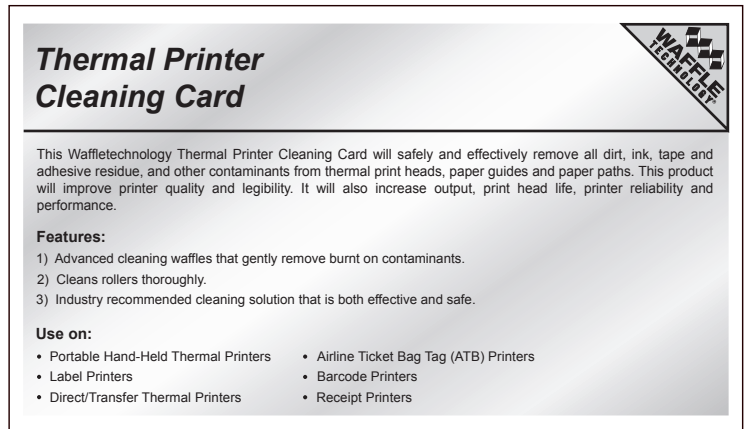 Thermal Printer
Cleaning Card
WAFFLE
TECHNOLOGY®
This Waffletechnology Thermal Printer Cleaning Card will safely and effectively remove all dirt, ink, tape and
adhesive residue, and other contaminants from thermal print heads, paper guides and paper paths. This product
will improve printer quality and legibility. It will also increase output, print head life, printer reliability and
performance.
Features:
1) Advanced cleaning waffles that gently remove burnt on contaminants.
2) Cleans rollers thoroughly.
3) Industry recommended cleaning solution that is both effective and safe.
Use on:
• Portable Hand-Held Thermal Printers
• Label Printers
• Direct/Transfer Thermal Printers
• Airline Ticket Bag Tag (ATB) Printers
• Barcode Printers
• Receipt Printers